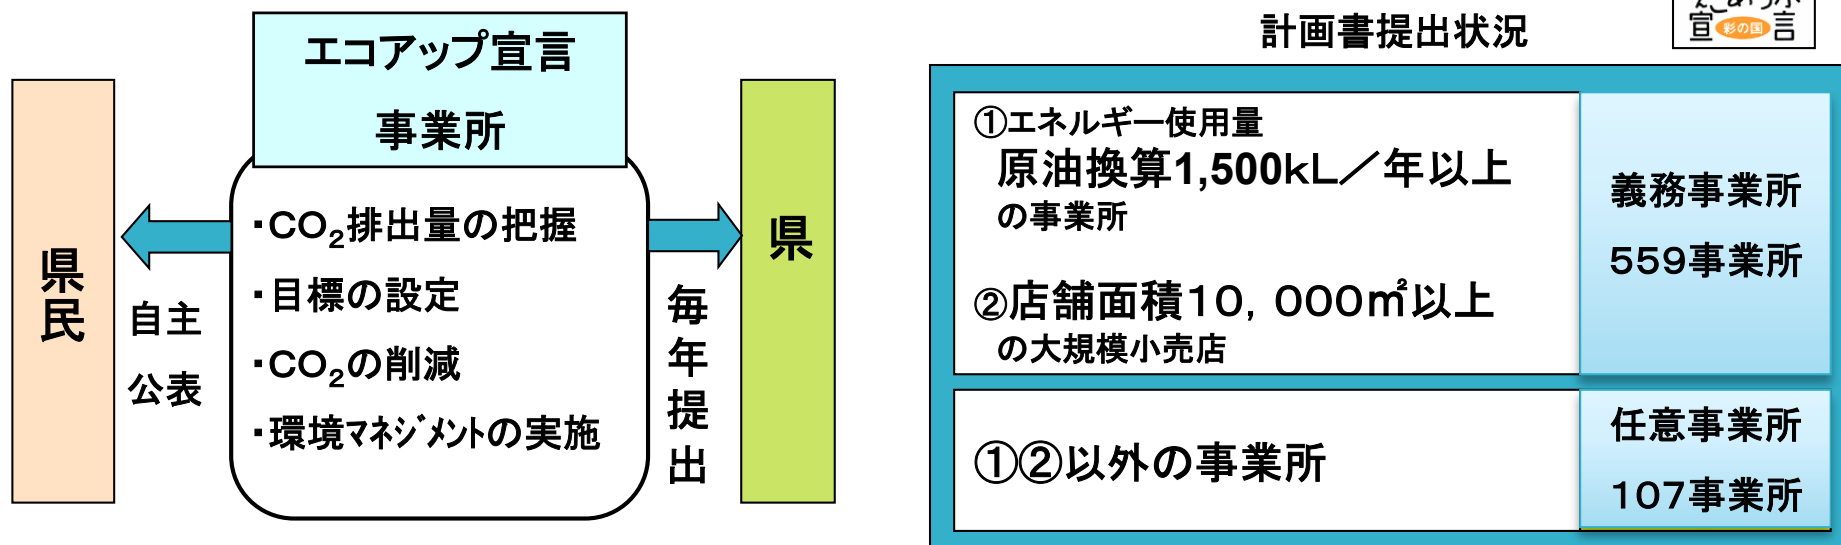 エコアップ宣言
事業所
・CO₂排出量の把握
・目標の設定
・CO₂の削減
・環境ﾏﾈｼﾞﾒﾝﾄの実施
県民
自主
公表
毎年提出
県
計画書提出状況
宣 彩の国 言
①エネルギー使用量
原油換算1,500kL／年以上
の事業所
②店舗面積10，000㎡以上
の大規模小売店
義務事業所
559事業所
①②以外の事業所
任意事業所
107事業所